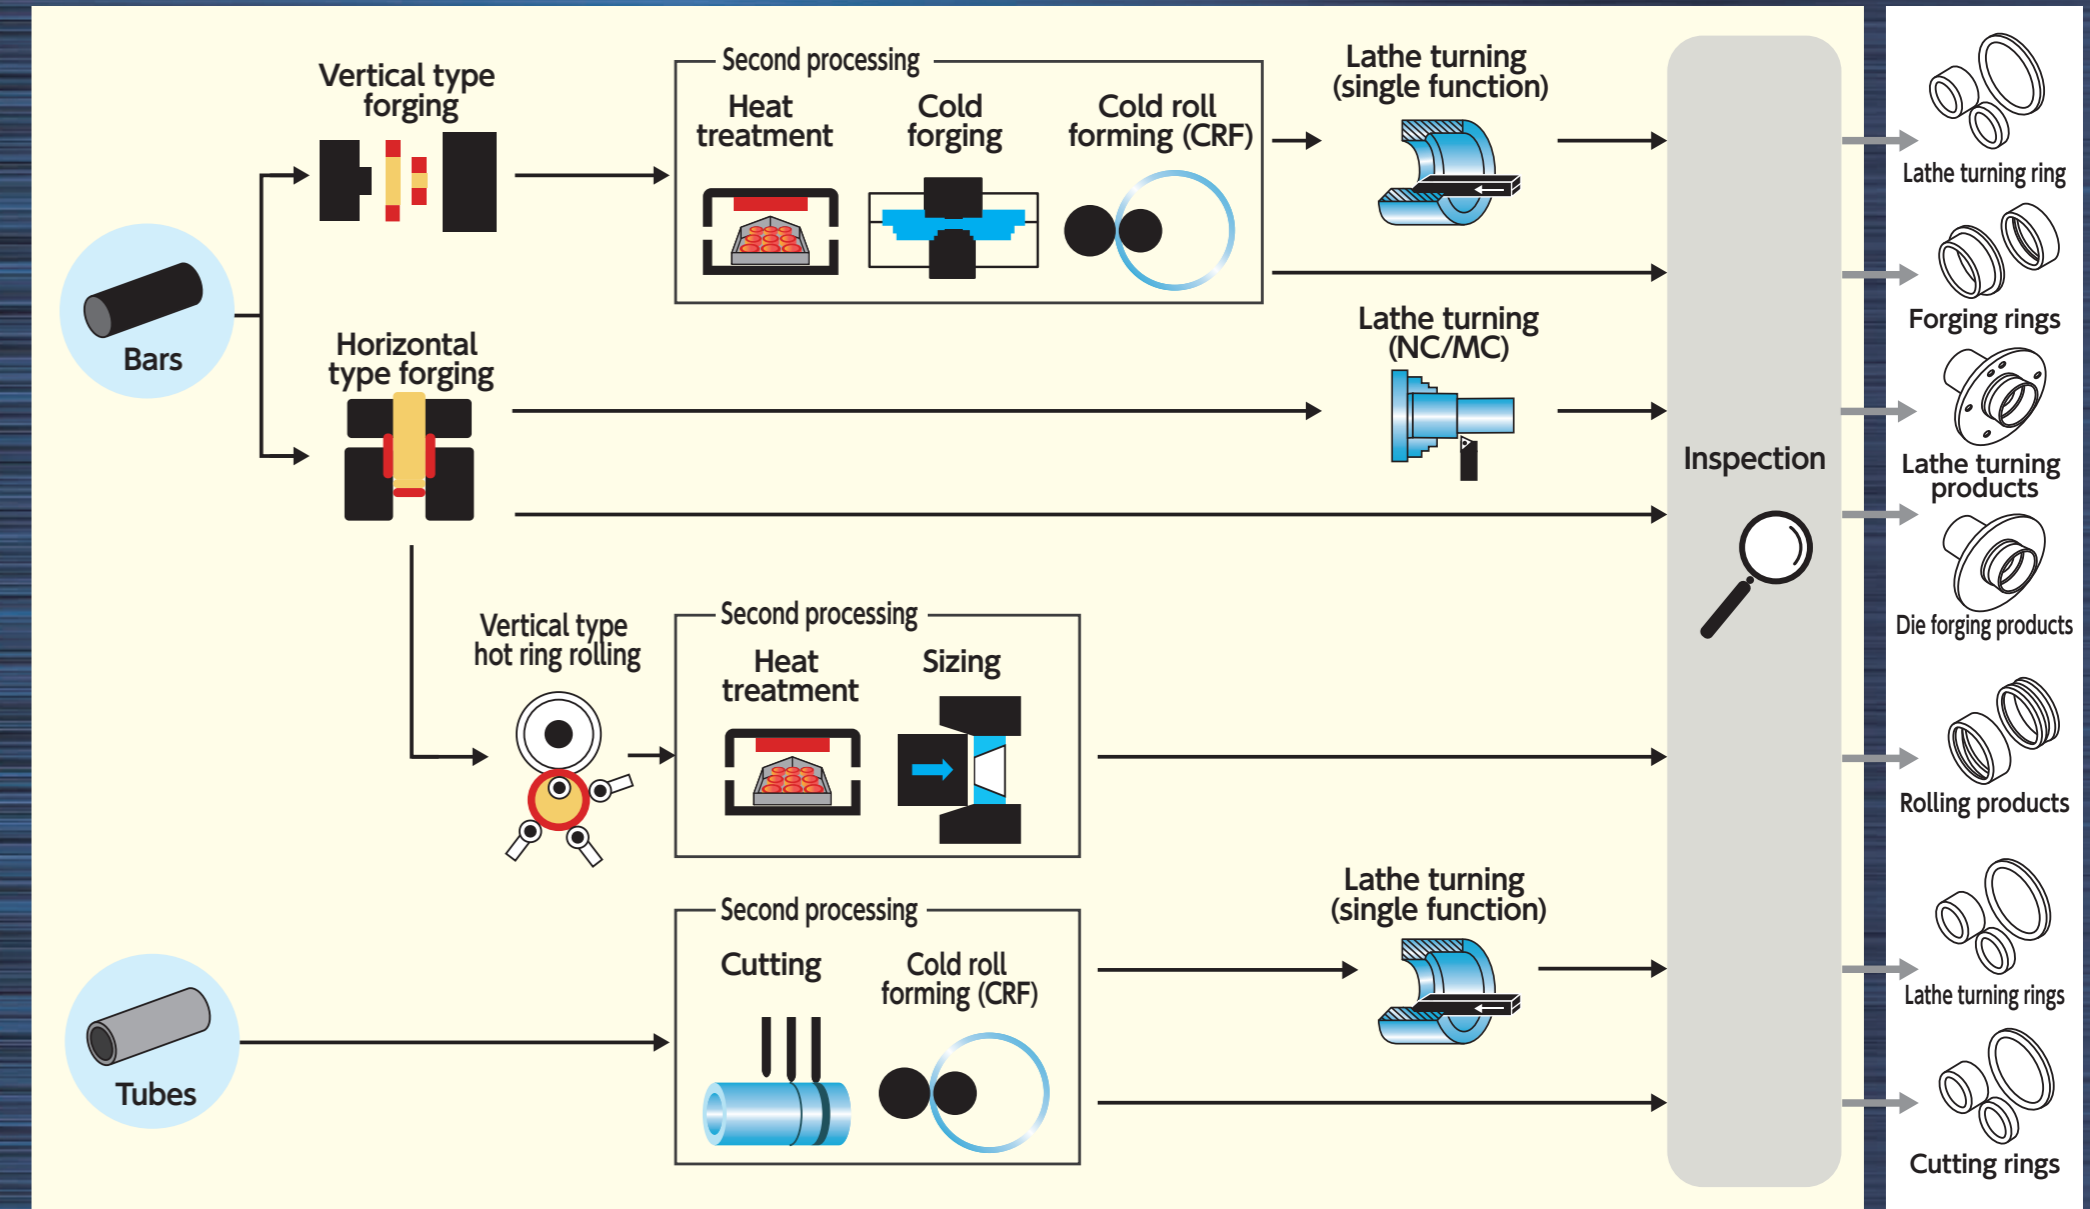 Vertical type
forging
Second processing
Heat
treatment
Cold
forging
Cold roll
forming (CRF)
Lathe turning
(single function)
Lathe turning ring
Bars
Forging rings
Horizontal
type forging
Lathe turning
(NC/MC)
Lathe turning
products
Inspection
Die forging products
Vertical type
hot ring rolling
Second processing
Heat
treatment
Sizing
Rolling products
Second processing
Cutting
Cold roll
forming (CRF)
Lathe turning
(single function)
Lathe turning rings
Tubes
Cutting rings